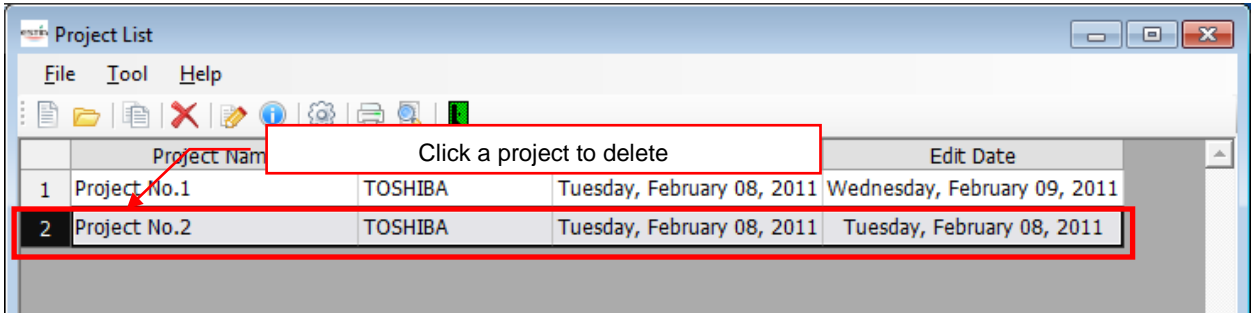 Project List
File Tool Help
Project Nam Edit Date
Click a project to delete
1 Project No.1 TOSHIBA Tuesday, February 08, 2011 Wednesday, February 09, 2011
2 Project No.2 TOSHIBA Tuesday, February 08, 2011 Tuesday, February 08, 2011